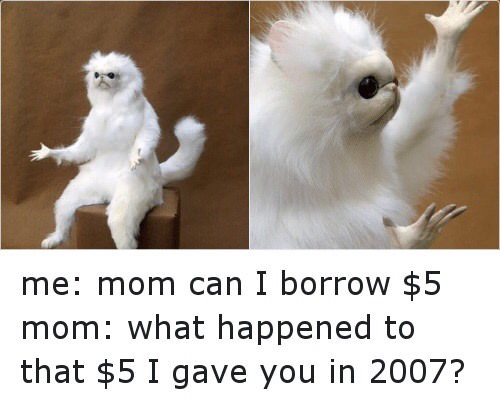 me: mom can I borrow $5
mom: what happened to
that $5 I gave you in 2007?